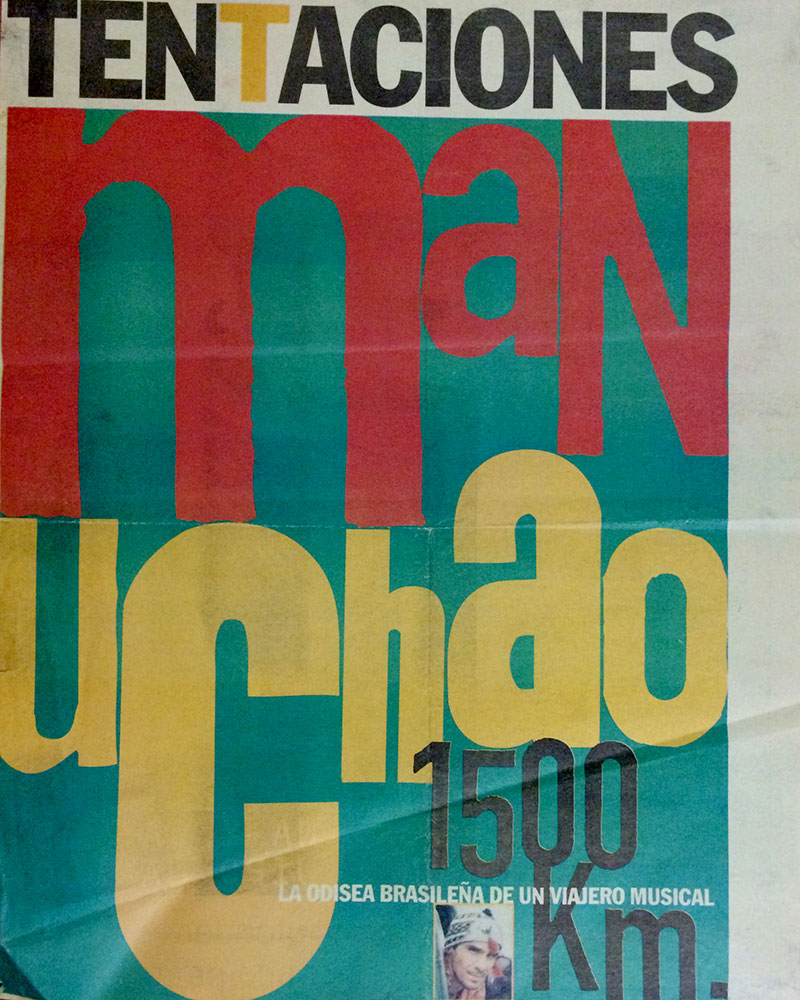 TENTACIONES
maN
uChao
1500
LA ODISEA BRASILEÑA DE UN VIAJERO MUSICAL
Km.